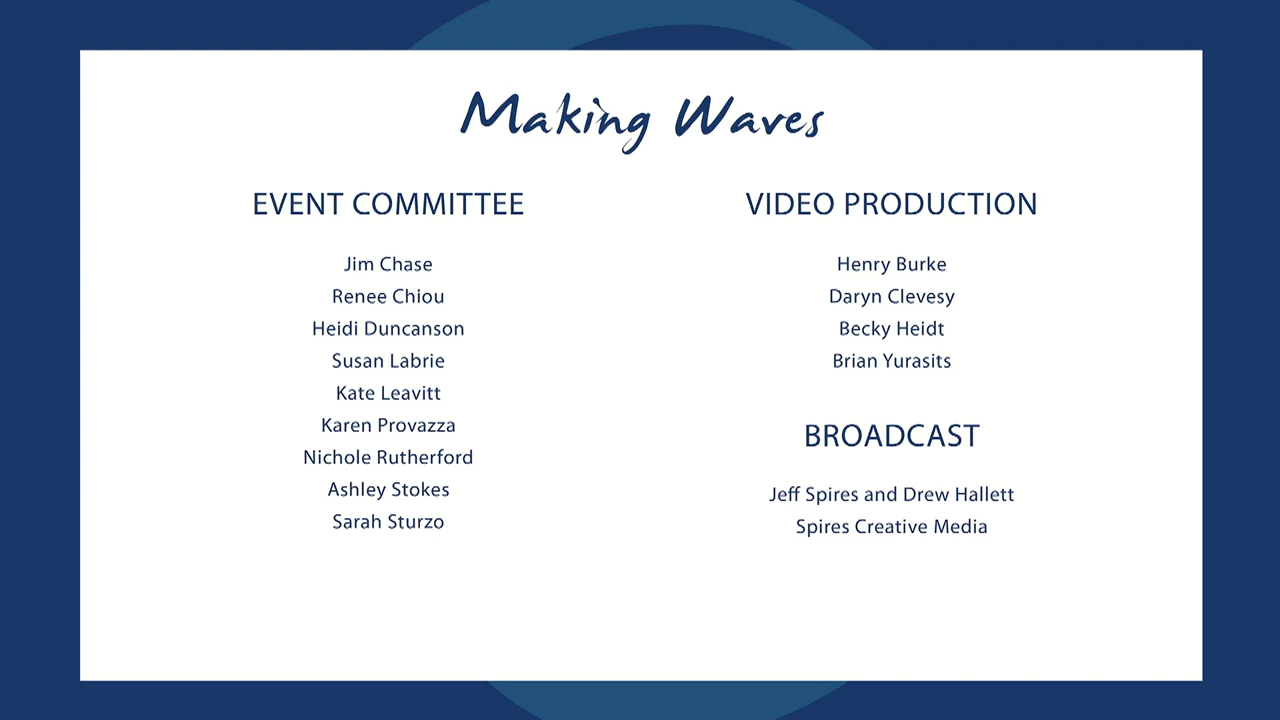 Making Waves
EVENT COMMITTEE
Jim Chase
Renee Chiou
Heidi Duncanson
Susan Labrie
Kate Leavitt
Karen Provazza
Nichole Rutherford
Ashley Stokes
Sarah Sturzo
VIDEO PRODUCTION
Henry Burke
Daryn Clevesy
Becky Heidt
Brian Yurasits
BROADCAST
Jeff Spires and Drew Hallett
Spires Creative Media